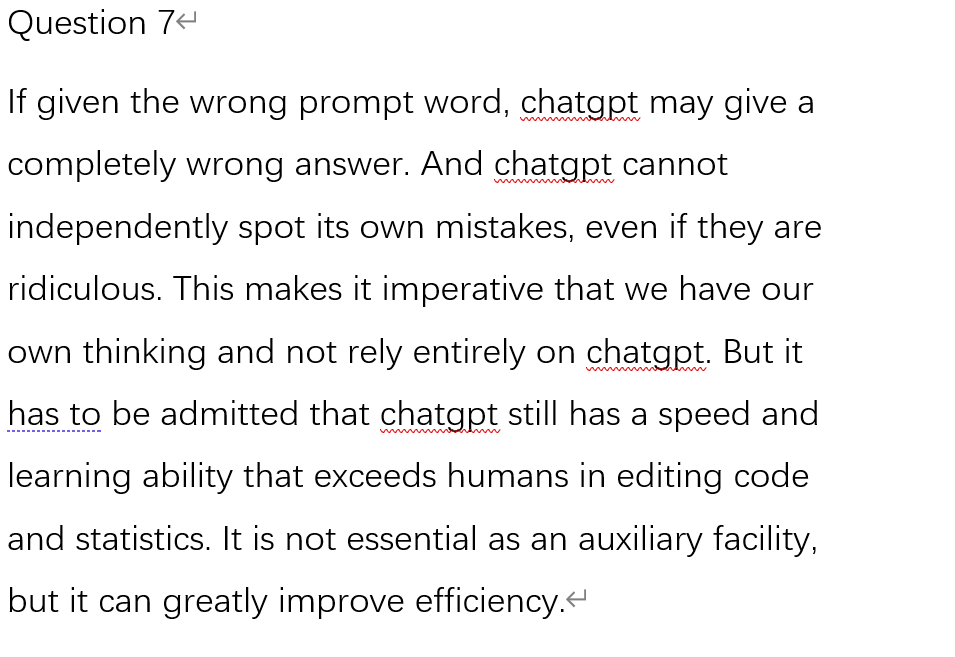 Question 7
If given the wrong prompt word, chatgpt may give a
completely wrong answer. And chatgpt cannot
independently spot its own mistakes, even if they are
ridiculous. This makes it imperative that we have our
own thinking and not rely entirely on chatgpt. But it
has to be admitted that chatgpt still has a speed and
learning ability that exceeds humans in editing code
and statistics. It is not essential as an auxiliary facility,
but it can greatly improve efficiency.